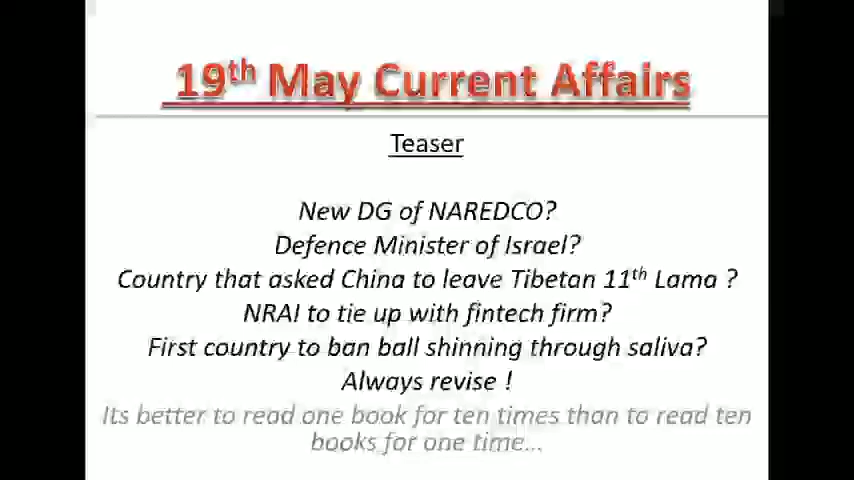 19th May Current Affairs
Teaser
New DG of NAREDCO?
Defence Minister of Israel?
Country that asked China to leave Tibetan 11th Lama ?
NRAI to tie up with fintech firm?
First country to ban ball shinning through saliva?
Always revise !
Its better to read one book for ten times than to read ten
books for one time...